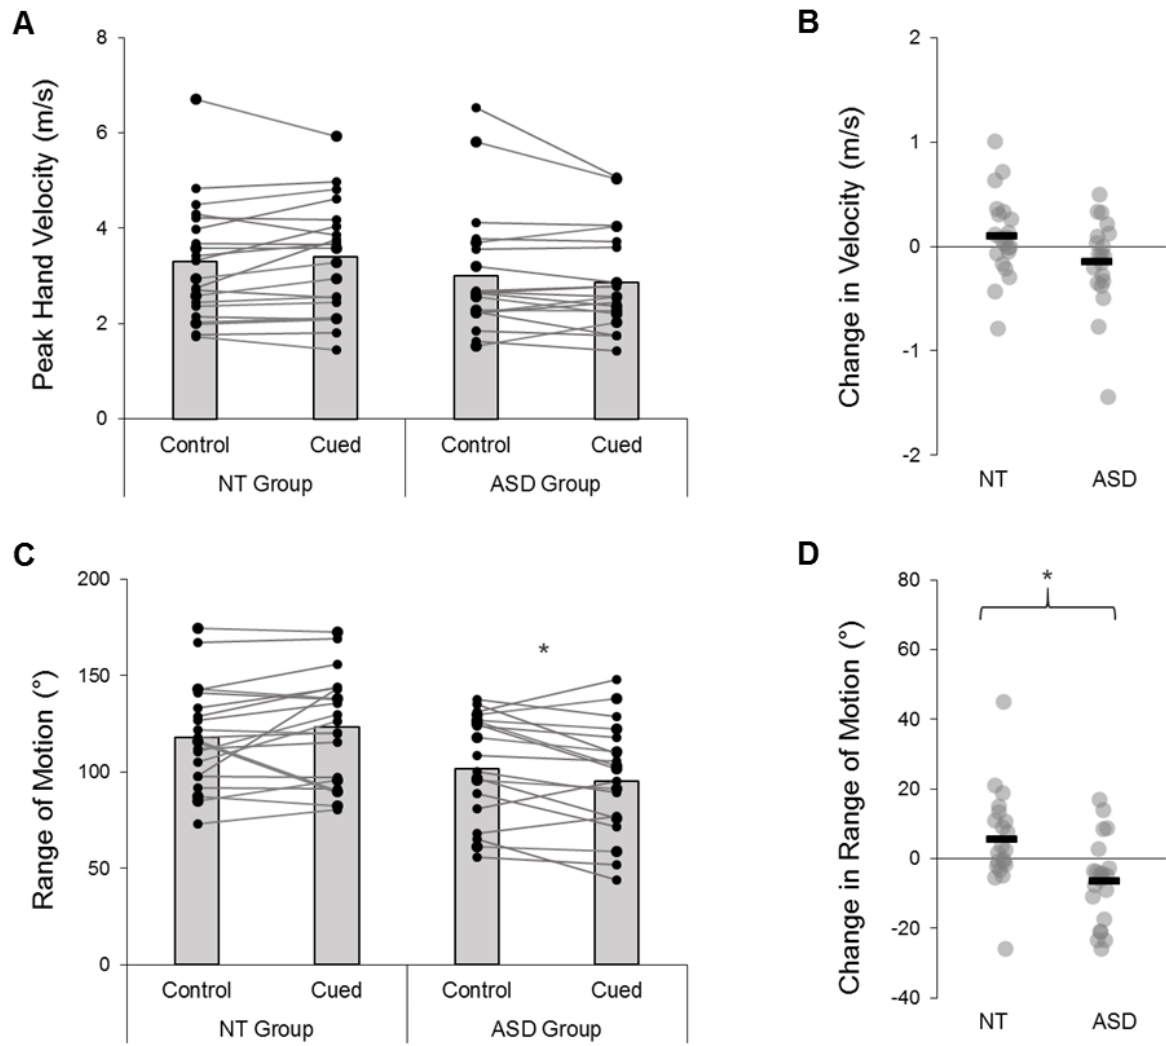 A
Peak Hand Velocity (m/s)
8
6
4
2
0
Control Cued Control Cued
NT Group ASD Group
B
Change in Velocity (m/s)
2
1
0
-1
-2
NT ASD
C
Range of Motion (°)
200
150
100
50
0
*
Control Cued Control Cued
NT Group ASD Group
D
Change in Range of Motion (°)
80
60
40
20
0
-20
-40
*
NT ASD